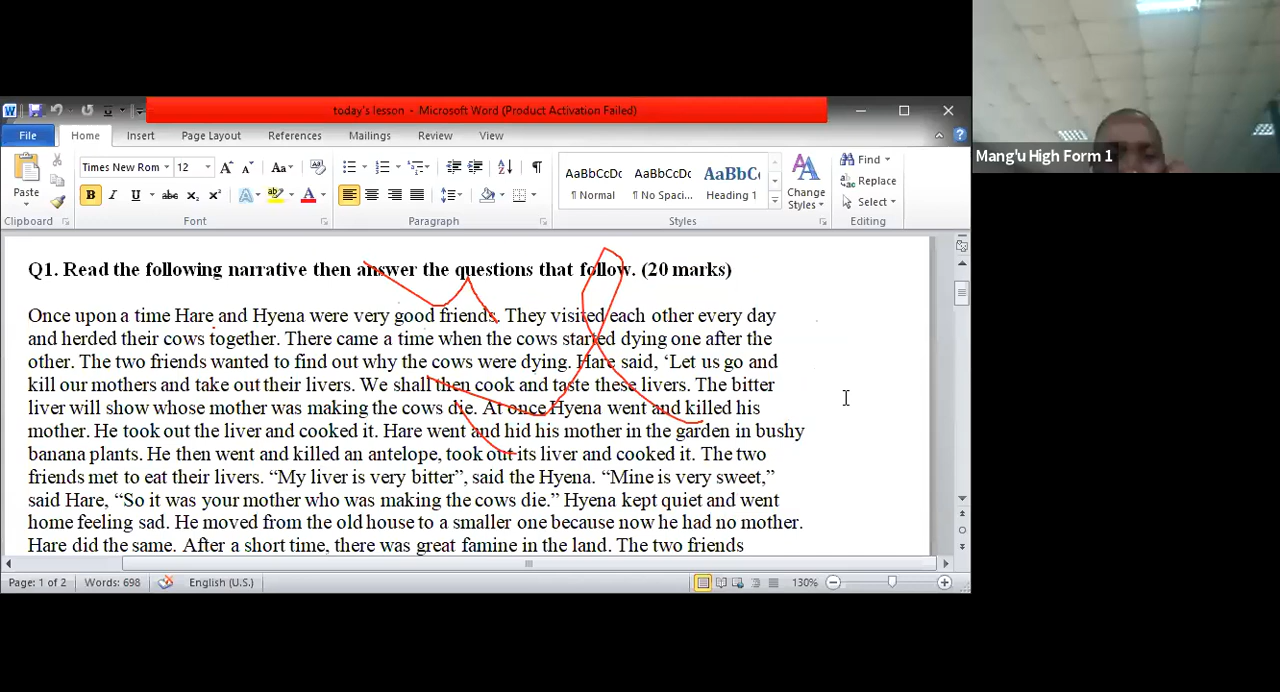 today's lesson - Microsoft Word (Product Activation Failed)
File Home Insert Page Layout References Mailings Review View
Times New Rom 12
Paste
AaBbCcDc AaBbCcDc AaBbC
¶ Normal ¶ No Spaci... Heading 1
Change Styles
Find
Replace
Select
Clipboard Font Paragraph Styles Editing
Mang'u High Form 1
Q1. Read the following narrative then answer the questions that follow. (20 marks)
Once upon a time Hare and Hyena were very good friends. They visited each other every day
and herded their cows together. There came a time when the cows started dying one after the
other. The two friends wanted to find out why the cows were dying. Hare said, ‘Let us go and
kill our mothers and take out their livers. We shall then cook and taste these livers. The bitter
liver will show whose mother was making the cows die. At once Hyena went and killed his
mother. He took out the liver and cooked it. Hare went and hid his mother in the garden in bushy
banana plants. He then went and killed an antelope, took out its liver and cooked it. The two
friends met to eat their livers. “My liver is very bitter”, said the Hyena. “Mine is very sweet,”
said Hare, “So it was your mother who was making the cows die.” Hyena kept quiet and went
home feeling sad. He moved from the old house to a smaller one because now he had no mother.
Hare did the same. After a short time, there was great famine in the land. The two friends
Page: 1 of 2 Words: 698 English (U.S.) 130%